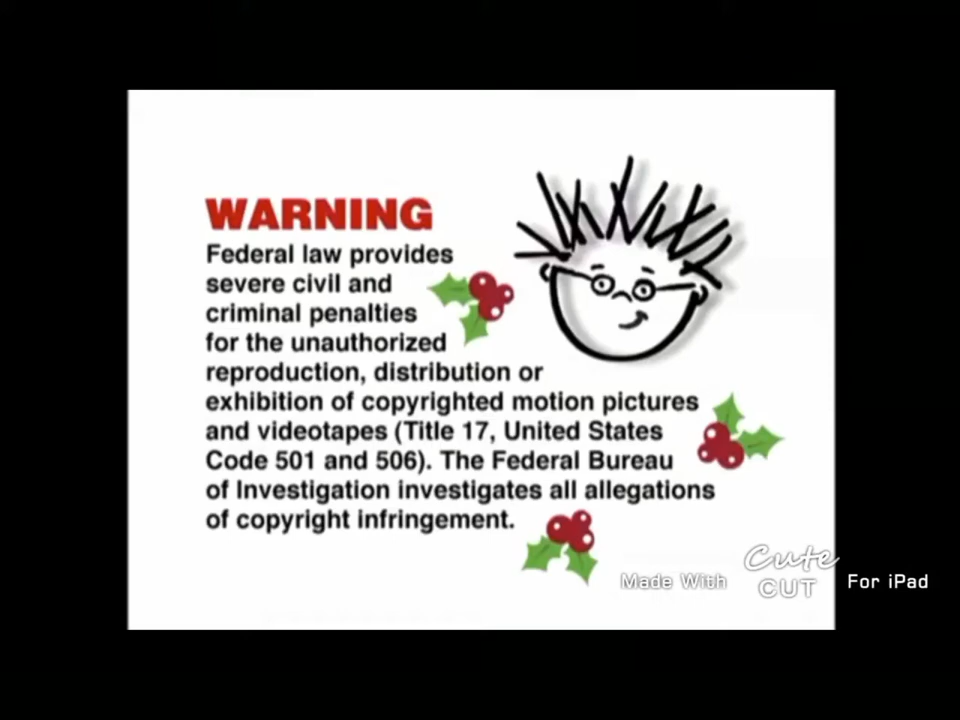 WARNING
Federal law provides
severe civil and
criminal penalties
for the unauthorized
reproduction, distribution or
exhibition of copyrighted motion pictures
and videotapes (Title 17, United States
Code 501 and 506). The Federal Bureau
of Investigation investigates all allegations
of copyright infringement.
Made With Cute CUT For iPad